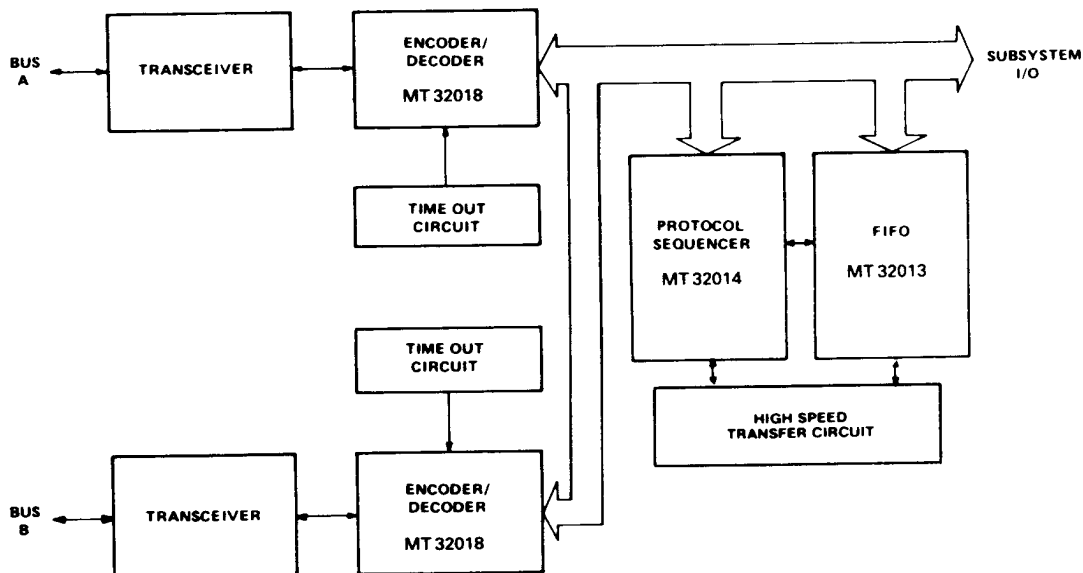 BUS
A
TRANSCEIVER
ENCODER/
DECODER
MT 32018
SUBSYSTEM
I/O
TIME OUT
CIRCUIT
PROTOCOL
SEQUENCER
MT 32014
FIFO
MT 32013
TIME OUT
CIRCUIT
HIGH SPEED
TRANSFER CIRCUIT
BUS
B
TRANSCEIVER
ENCODER/
DECODER
MT 32018